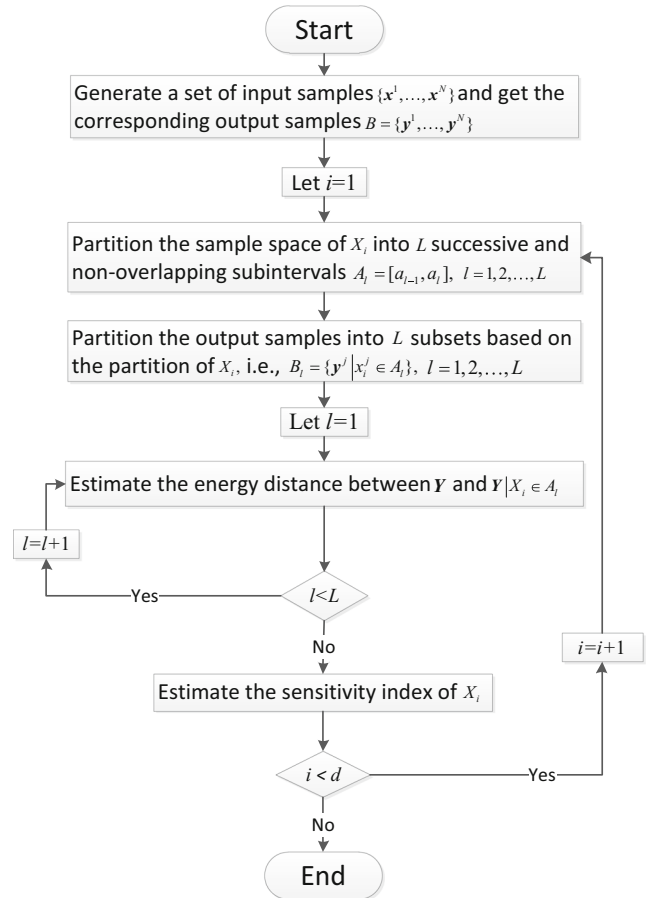 Start
Generate a set of input samples {x¹,...,xᴺ} and get the
corresponding output samples B = {y¹,...,yᴺ}
Let i=1
Partition the sample space of X_i into L successive and
non-overlapping subintervals A_l = [a_{l-1}, a_l], l = 1,2,...,L
Partition the output samples into L subsets based on
the partition of X_i, i.e., B_l = {y^j | x_i^j ∈ A_l}, l = 1,2,...,L
Let l=1
Estimate the energy distance between Y and Y|X_i ∈ A_l
l=l+1
Yes
l<L
No
i=i+1
Estimate the sensitivity index of X_i
i < d
Yes
No
End